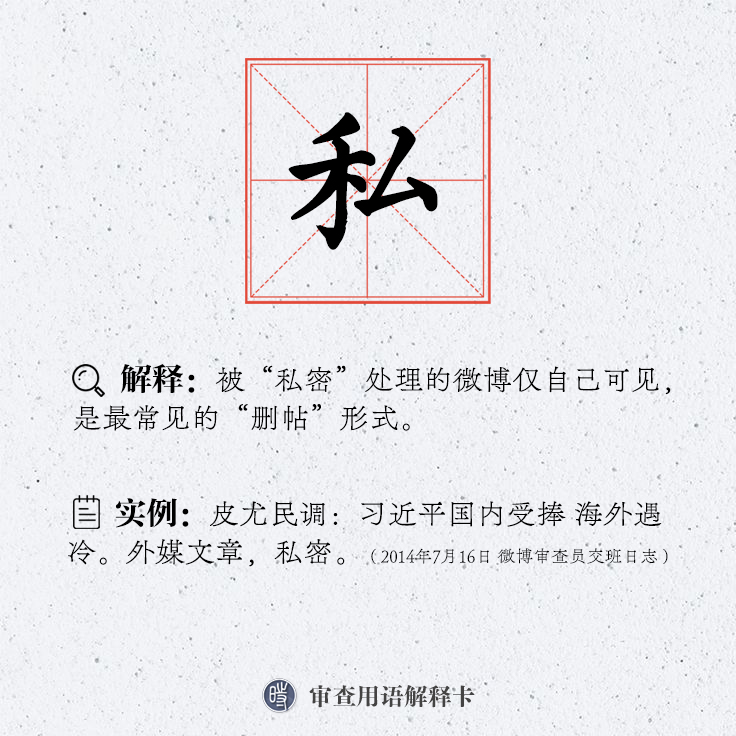 私
解释：被“私密”处理的微博仅自己可见，
是最常见的“删帖”形式。
实例：皮尤民调：习近平国内受捧 海外遇
冷。外媒文章，私密。（2014年7月16日 微博审查员交班日志）
时
审查用语解释卡